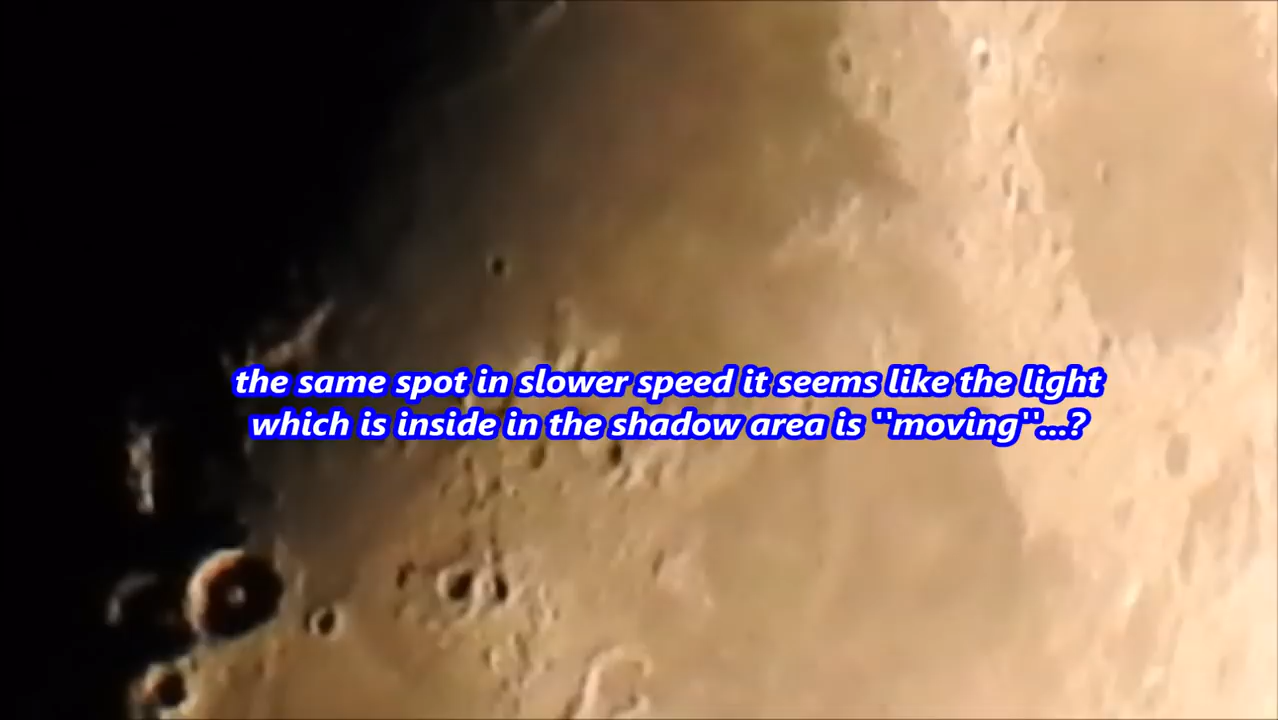 the same spot in slower speed it seems like the light
which is inside in the shadow area is "moving"...?